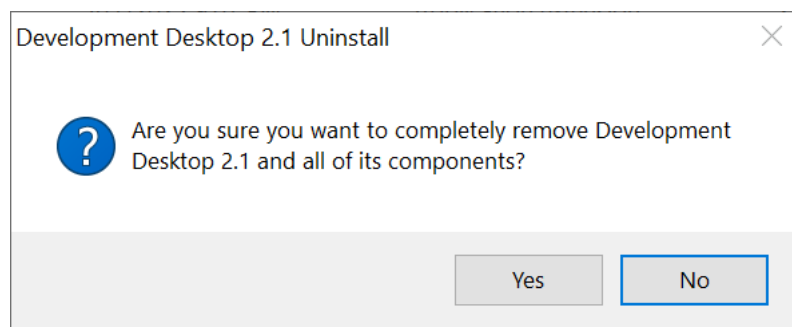 Development Desktop 2.1 Uninstall
Are you sure you want to completely remove Development
Desktop 2.1 and all of its components?
Yes No